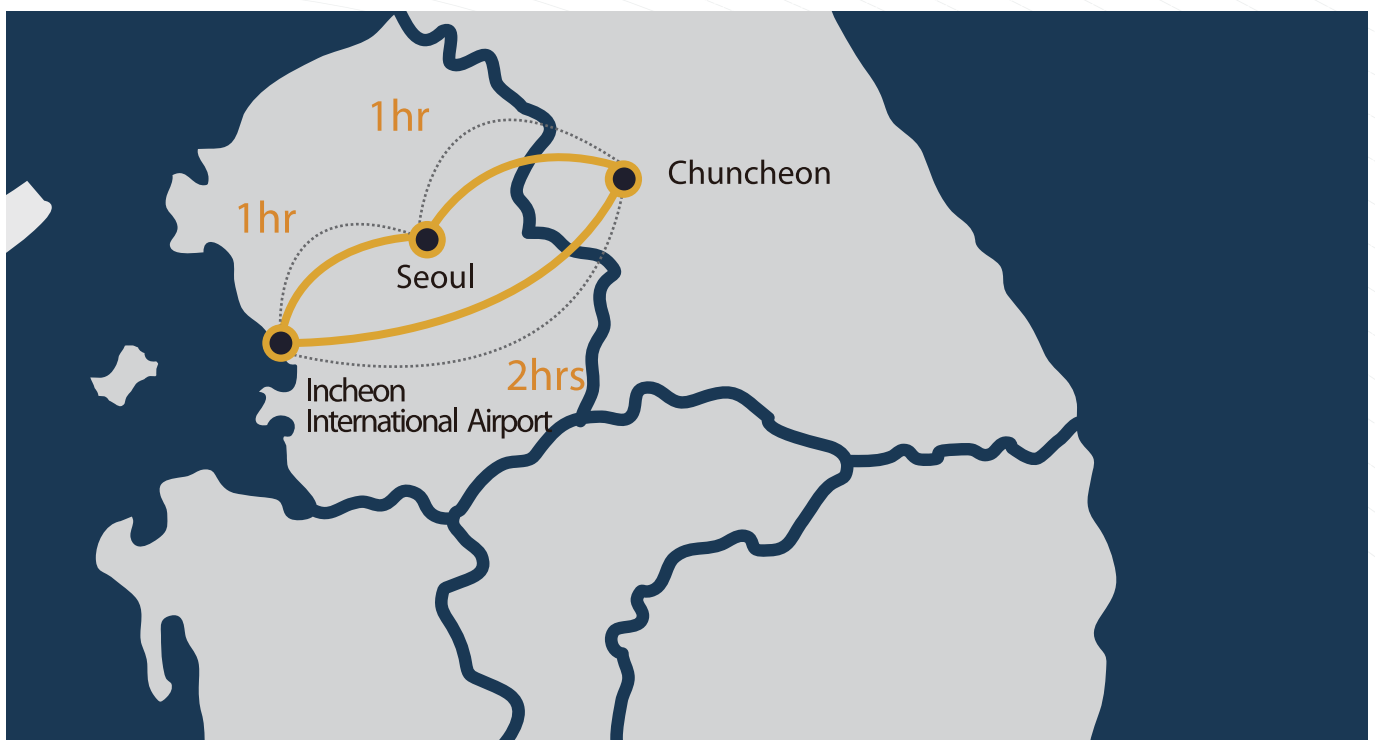 1hr
Chuncheon
1hr
Seoul
2hrs
Incheon
International Airport